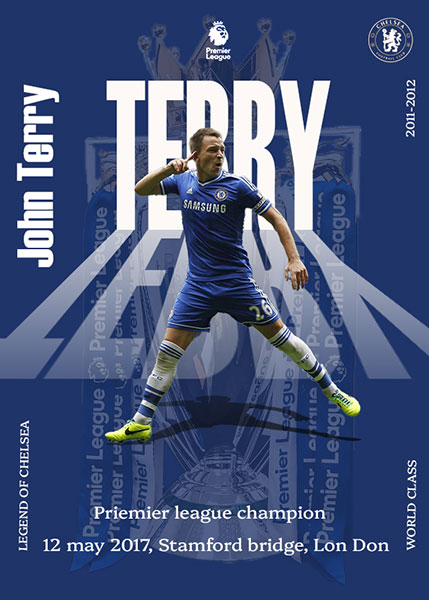 Premier
League
CHELSEA
FOOTBALL CLUB
2011-2012
TERRY
John Terry
SAMSUNG
26
Premier League
Premier League
Premier League
Premier League
LEGEND OF CHELSEA
WORLD CLASS
Priemier league champion
12 may 2017, Stamford bridge, Lon Don